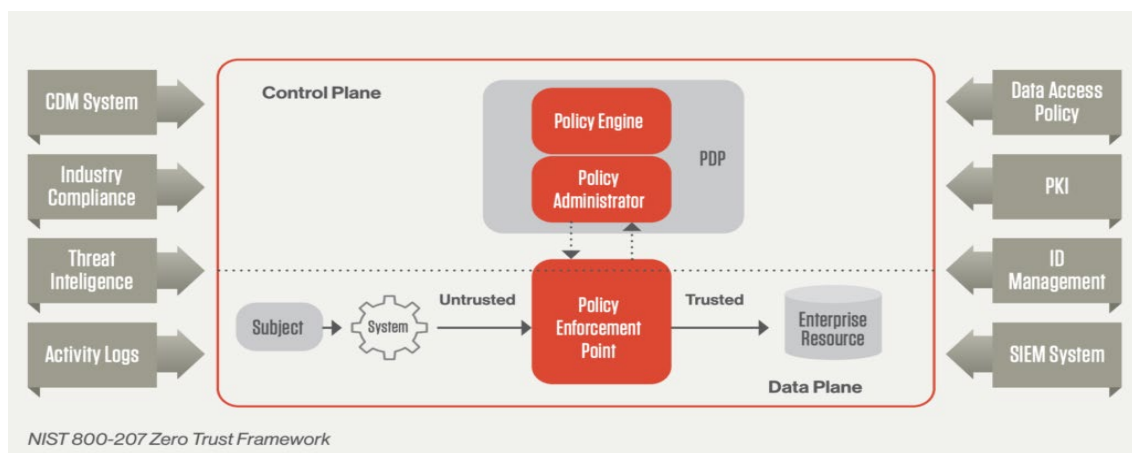 CDM System
Industry
Compliance
Threat
Inteligence
Activity Logs
Control Plane
Policy Engine
Policy
Administrator
PDP
Subject
System
Untrusted
Policy
Enforcement
Point
Trusted
Enterprise
Resource
Data Plane
Data Access
Policy
PKI
ID
Management
SIEM System
NIST 800-207 Zero Trust Framework